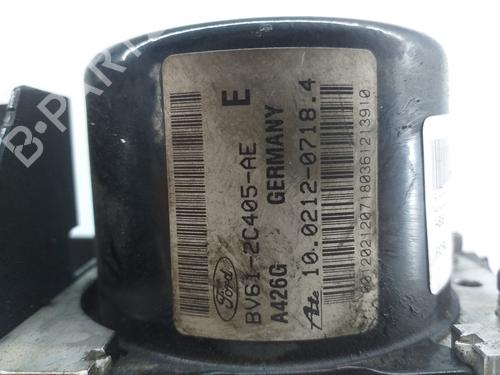 E
Ford BV61-2C405-AE
A426G GERMANY
Ate 10.0212-0718.4
B-Parts